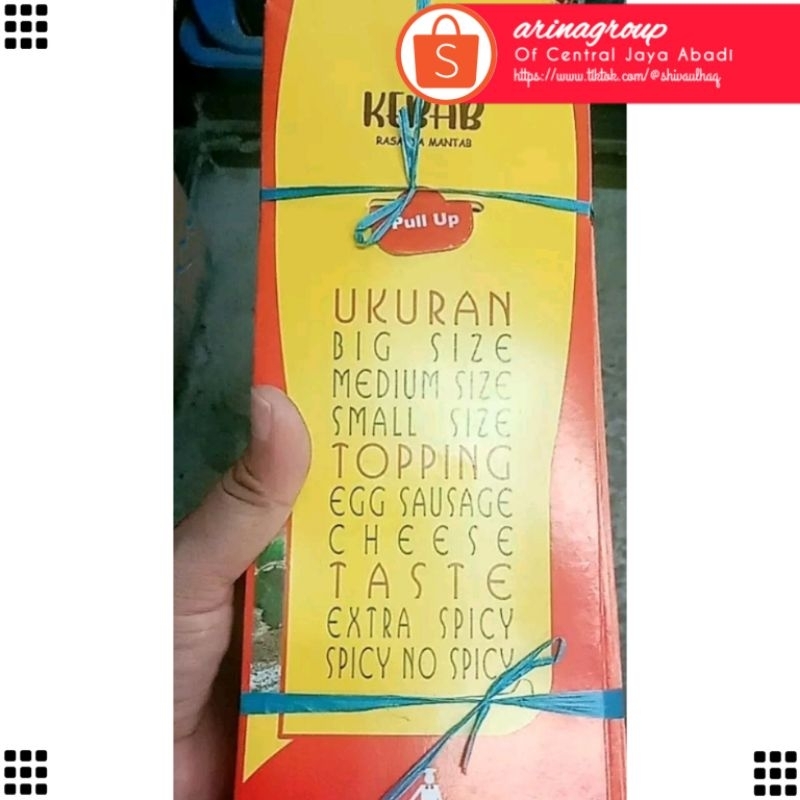 arinagroup
Of Central Jaya Abadi
https://www.tiktok.com/@shivaulhaq
S
KEBAB
MANTAB
Pull Up
UKURAN
BIG SIZE
MEDIUM SIZE
SMALL SIZE
TOPPING
EGG SAUSAGE
CHEESE
TASTE
EXTRA SPICY
SPICY NO SPICY